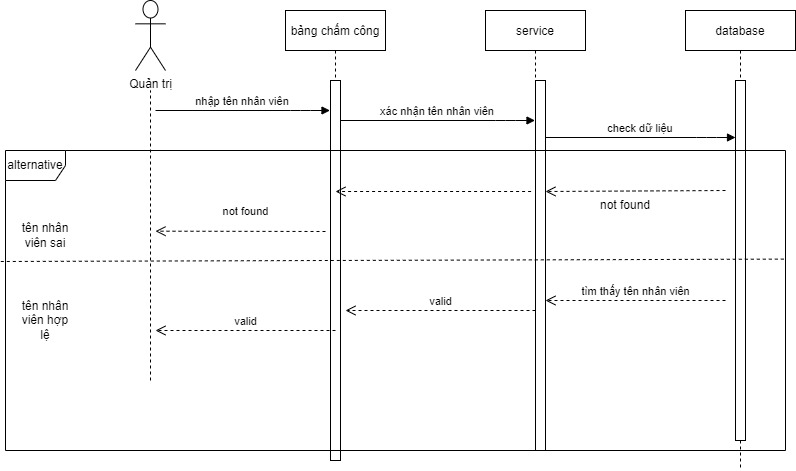 bảng chấm công
service
database
Quản trị
nhập tên nhân viên
xác nhận tên nhân viên
check dữ liệu
alternative
not found
not found
tên nhân
viên sai
tìm thấy tên nhân viên
valid
valid
tên nhân
viên hợp
lệ